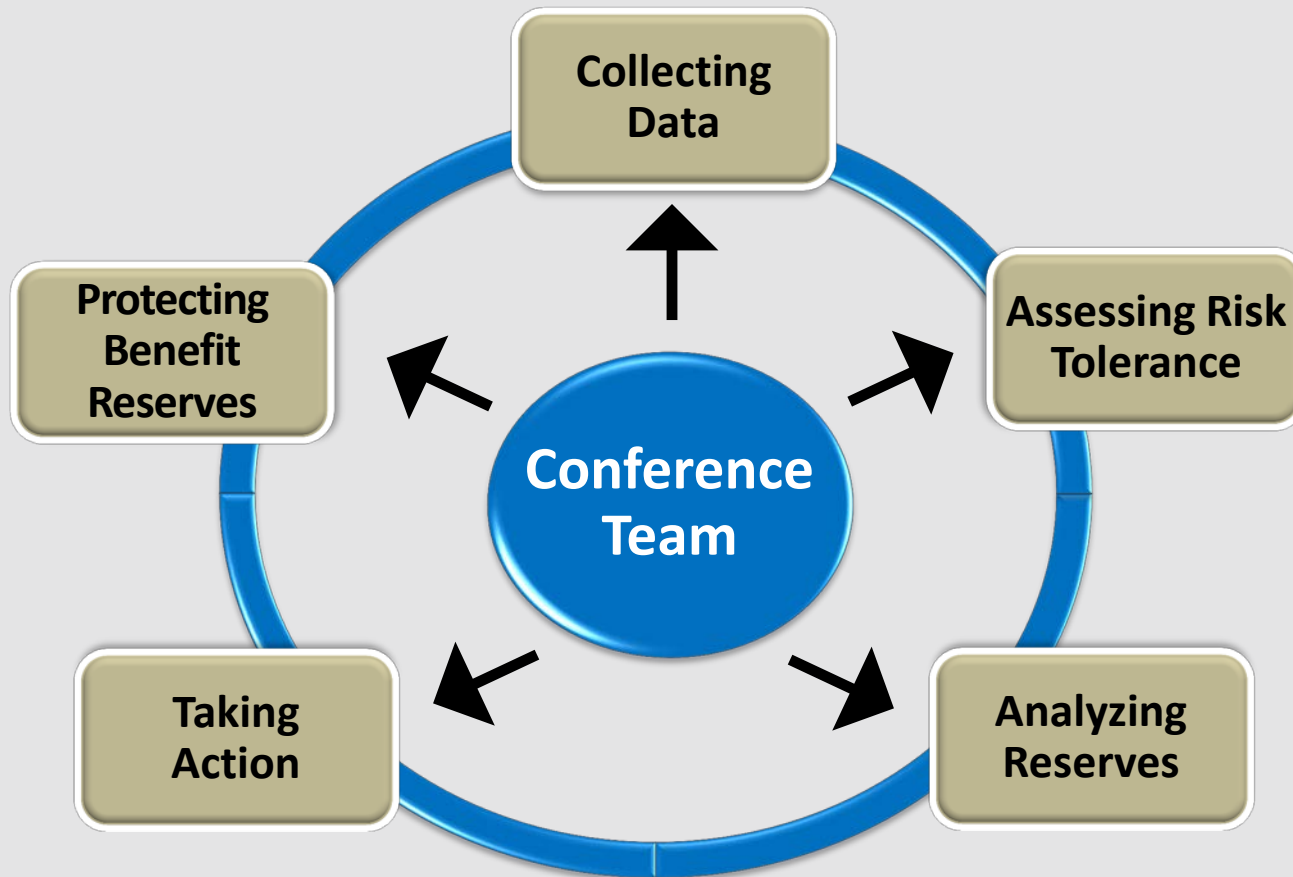 Collecting
Data
Protecting
Benefit
Reserves
Assessing Risk
Tolerance
Conference
Team
Taking
Action
Analyzing
Reserves